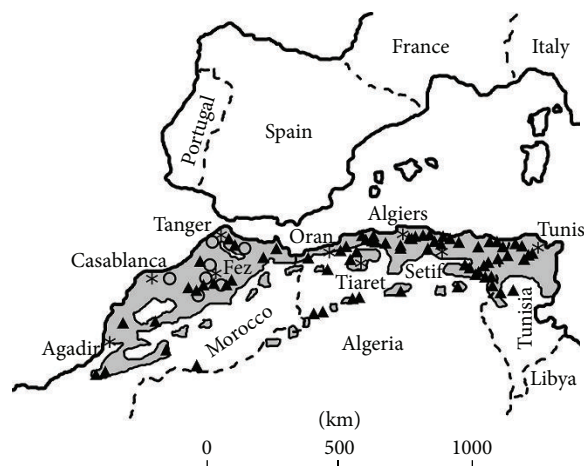 France
Italy
Portugal
Spain
Tanger
Algiers
Oran
Tunis
Casablanca
Fez
Setif
Tiaret
Morocco
Tunisia
Agadir
Algeria
Libya
(km)
0 500 1000